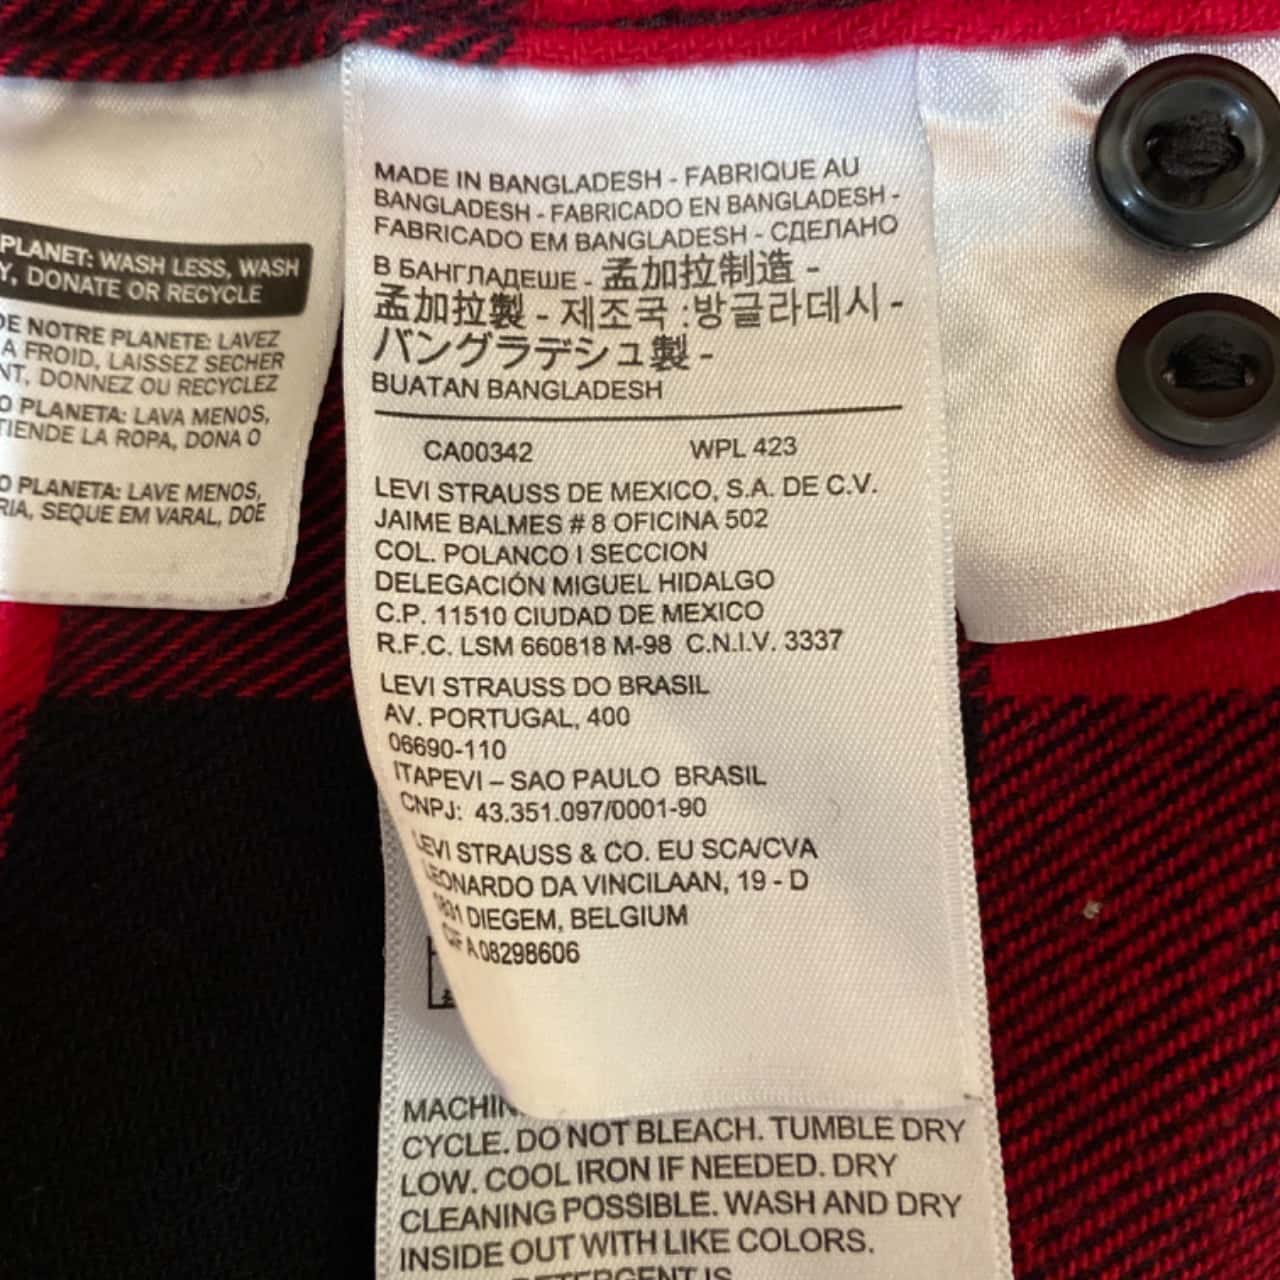 PLANET: WASH LESS, WASH
Y, DONATE OR RECYCLE
DE NOTRE PLANETE: LAVEZ
A FROID, LAISSEZ SECHER
NT, DONNEZ OU RECYCLEZ
O PLANETA: LAVA MENOS,
TIENDE LA ROPA, DONA O
O PLANETA: LAVE MENOS,
RIA, SEQUE EM VARAL, DOE
MADE IN BANGLADESH - FABRIQUE AU
BANGLADESH - FABRICADO EN BANGLADESH -
FABRICADO EM BANGLADESH - СДЕЛАНО
В БАНГЛАДЕШЕ - 孟加拉制造 -
孟加拉製 - 제조국 :방글라데시 -
バングラデシュ製 -
BUATAN BANGLADESH
CA00342 WPL 423
LEVI STRAUSS DE MEXICO, S.A. DE C.V.
JAIME BALMES # 8 OFICINA 502
COL. POLANCO I SECCION
DELEGACIÓN MIGUEL HIDALGO
C.P. 11510 CIUDAD DE MEXICO
R.F.C. LSM 660818 M-98 C.N.I.V. 3337
LEVI STRAUSS DO BRASIL
AV. PORTUGAL, 400
06690-110
ITAPEVI – SAO PAULO BRASIL
CNPJ: 43.351.097/0001-90
LEVI STRAUSS & CO. EU SCA/CVA
LEONARDO DA VINCILAAN, 19 - D
1831 DIEGEM, BELGIUM
CIF A08298606
MACHIN
CYCLE. DO NOT BLEACH. TUMBLE DRY
LOW. COOL IRON IF NEEDED. DRY
CLEANING POSSIBLE. WASH AND DRY
INSIDE OUT WITH LIKE COLORS.
DETERGENT IS